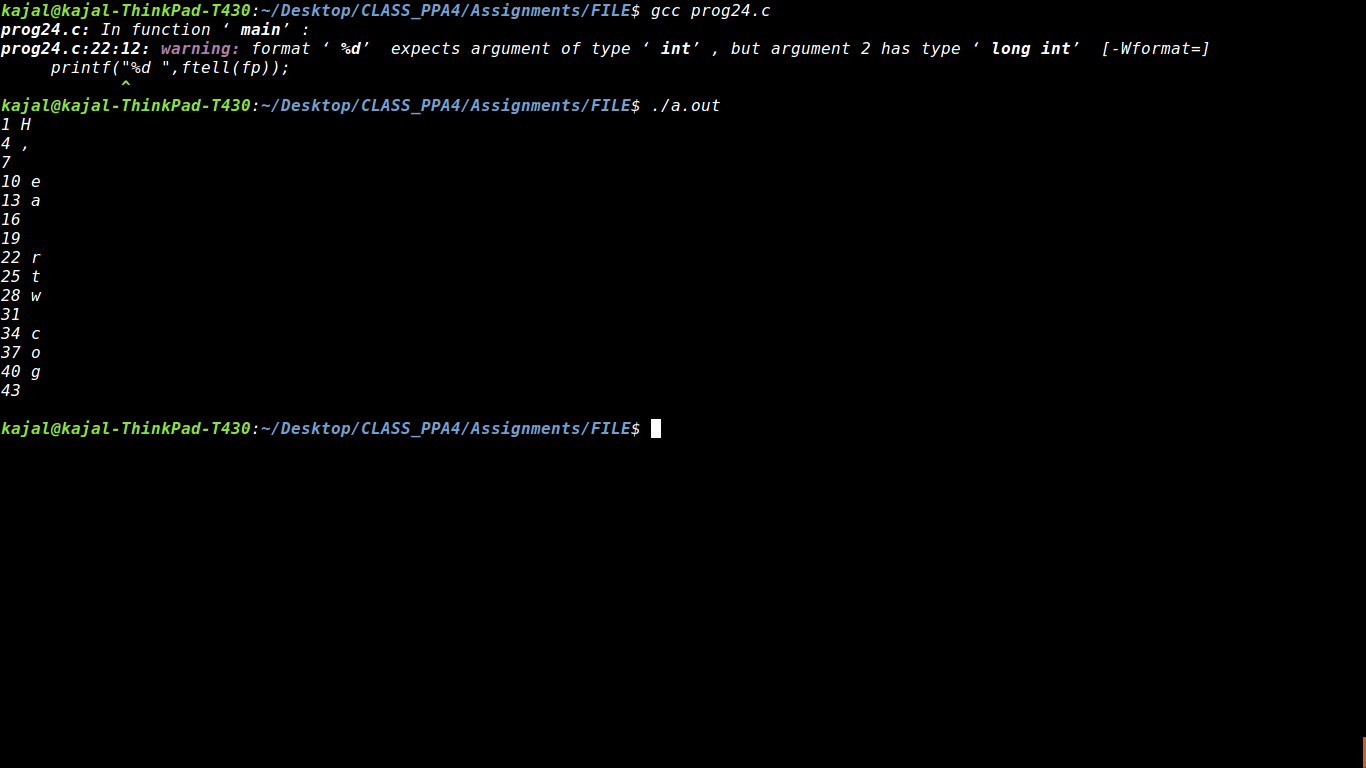 kajal@kajal-ThinkPad-T430:~/Desktop/CLASS_PPA4/Assignments/FILE$ gcc prog24.c
prog24.c: In function ‘ main’ :
prog24.c:22:12: warning: format ‘ %d’  expects argument of type ‘ int’ , but argument 2 has type ‘ long int’  [-Wformat=]
     printf("%d ",ftell(fp));
            ^
kajal@kajal-ThinkPad-T430:~/Desktop/CLASS_PPA4/Assignments/FILE$ ./a.out
1 H
4 ,
7
10 e
13 a
16
19
22 r
25 t
28 w
31
34 c
37 o
40 g
43
kajal@kajal-ThinkPad-T430:~/Desktop/CLASS_PPA4/Assignments/FILE$